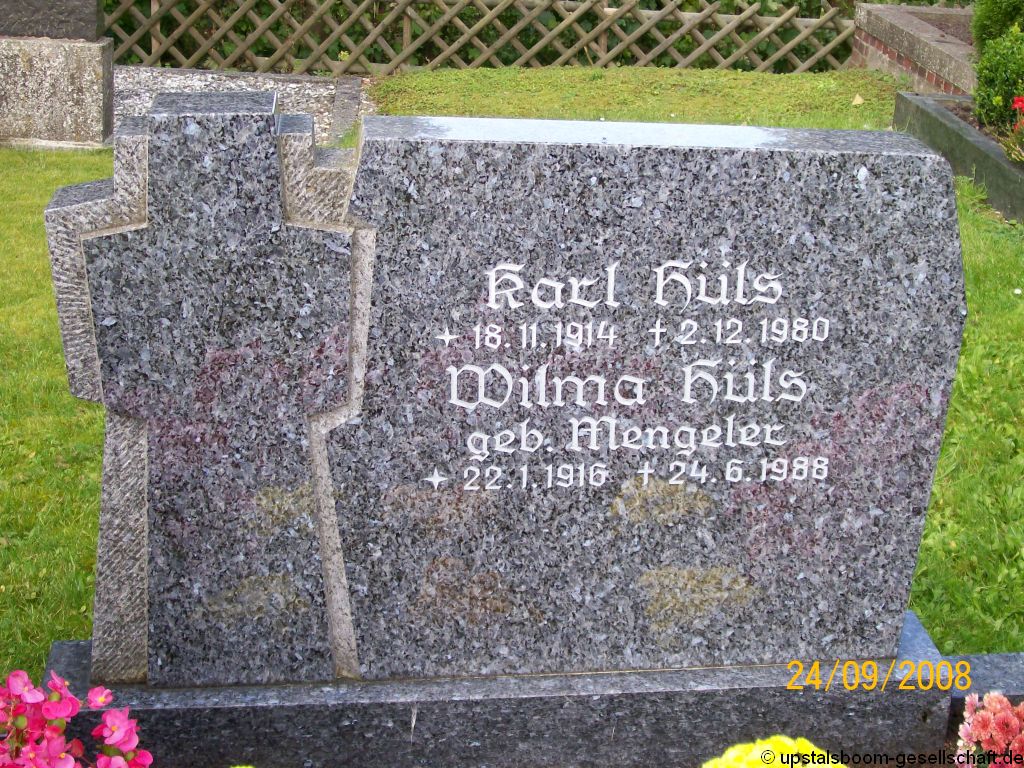 Karl Hüls
18.11.1914 † 2.12.1980
Wilma Hüls
geb. Mengeler
22.1.1916 † 24.6.1988
24/09/2008
© upstalsboom-gesellschaft.de